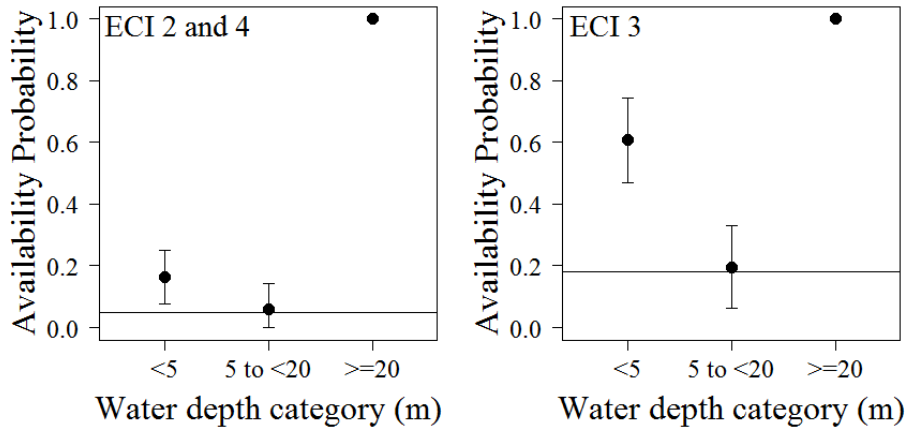 ECI 2 and 4
Availability Probability
1.0
0.8
0.6
0.4
0.2
0.0
<5
5 to <20
>=20
Water depth category (m)
ECI 3
Availability Probability
1.0
0.8
0.6
0.4
0.2
0.0
<5
5 to <20
>=20
Water depth category (m)